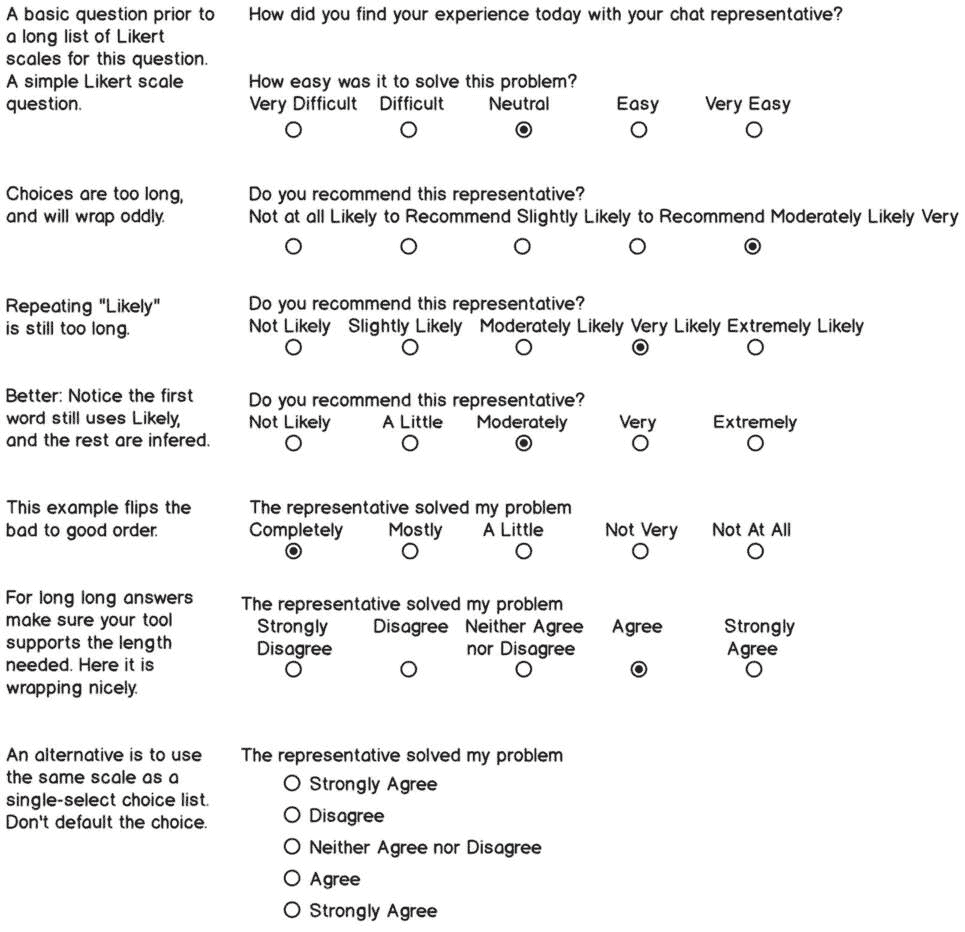 A basic question prior to
a long list of Likert
scales for this question.
How did you find your experience today with your chat representative?
A simple Likert scale
question.
How easy was it to solve this problem?
Very Difficult Difficult Neutral Easy Very Easy
Choices are too long,
and will wrap oddly.
Do you recommend this representative?
Not at all Likely to Recommend Slightly Likely to Recommend Moderately Likely Very
Repeating "Likely"
is still too long.
Do you recommend this representative?
Not Likely Slightly Likely Moderately Likely Very Likely Extremely Likely
Better: Notice the first
word still uses Likely,
and the rest are infered.
Do you recommend this representative?
Not Likely A Little Moderately Very Extremely
This example flips the
bad to good order.
The representative solved my problem
Completely Mostly A Little Not Very Not At All
For long long answers
make sure your tool
supports the length
needed. Here it is
wrapping nicely.
The representative solved my problem
Strongly Disagree Neither Agree Agree Strongly
Disagree nor Disagree Agree
An alternative is to use
the same scale as a
single-select choice list.
Don't default the choice.
The representative solved my problem
Strongly Agree
Disagree
Neither Agree nor Disagree
Agree
Strongly Agree